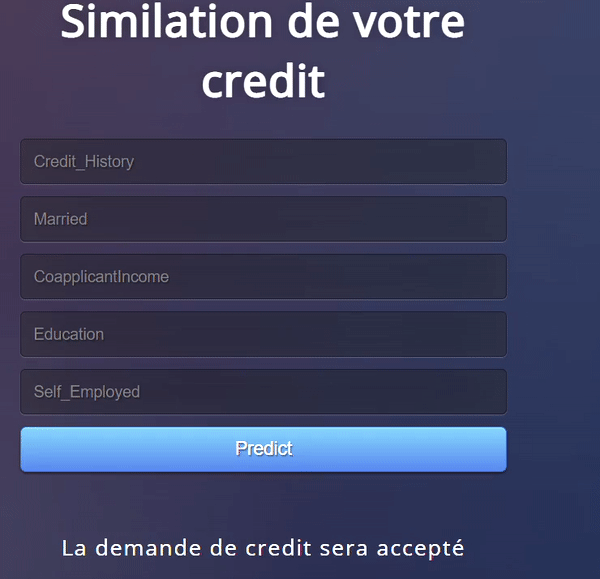 Similation de votre
credit
Credit_History
Married
CoapplicantIncome
Education
Self_Employed
Predict
La demande de credit sera accepté